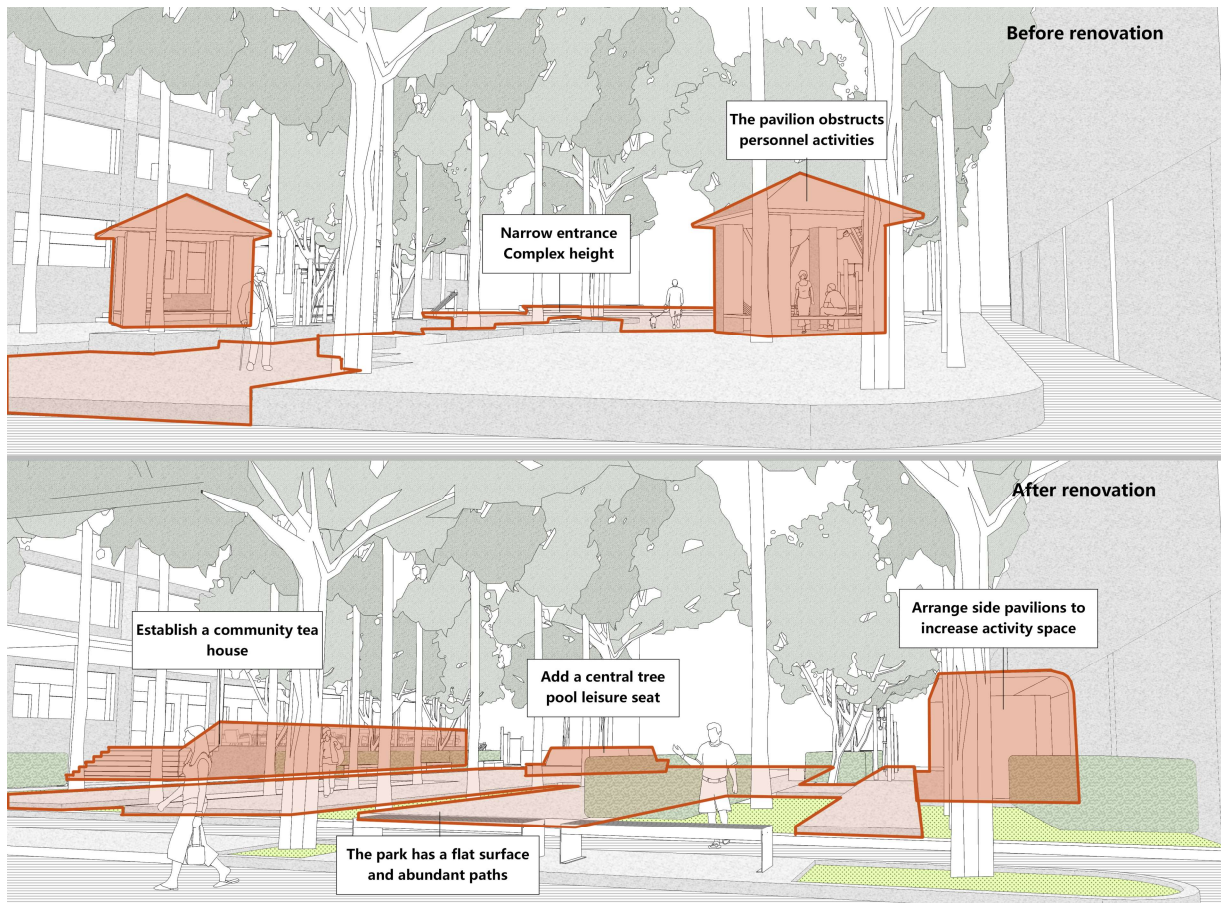 Before renovation
The pavilion obstructs
personnel activities
Narrow entrance
Complex height
After renovation
Arrange side pavilions to
increase activity space
Establish a community tea
house
Add a central tree
pool leisure seat
The park has a flat surface
and abundant paths